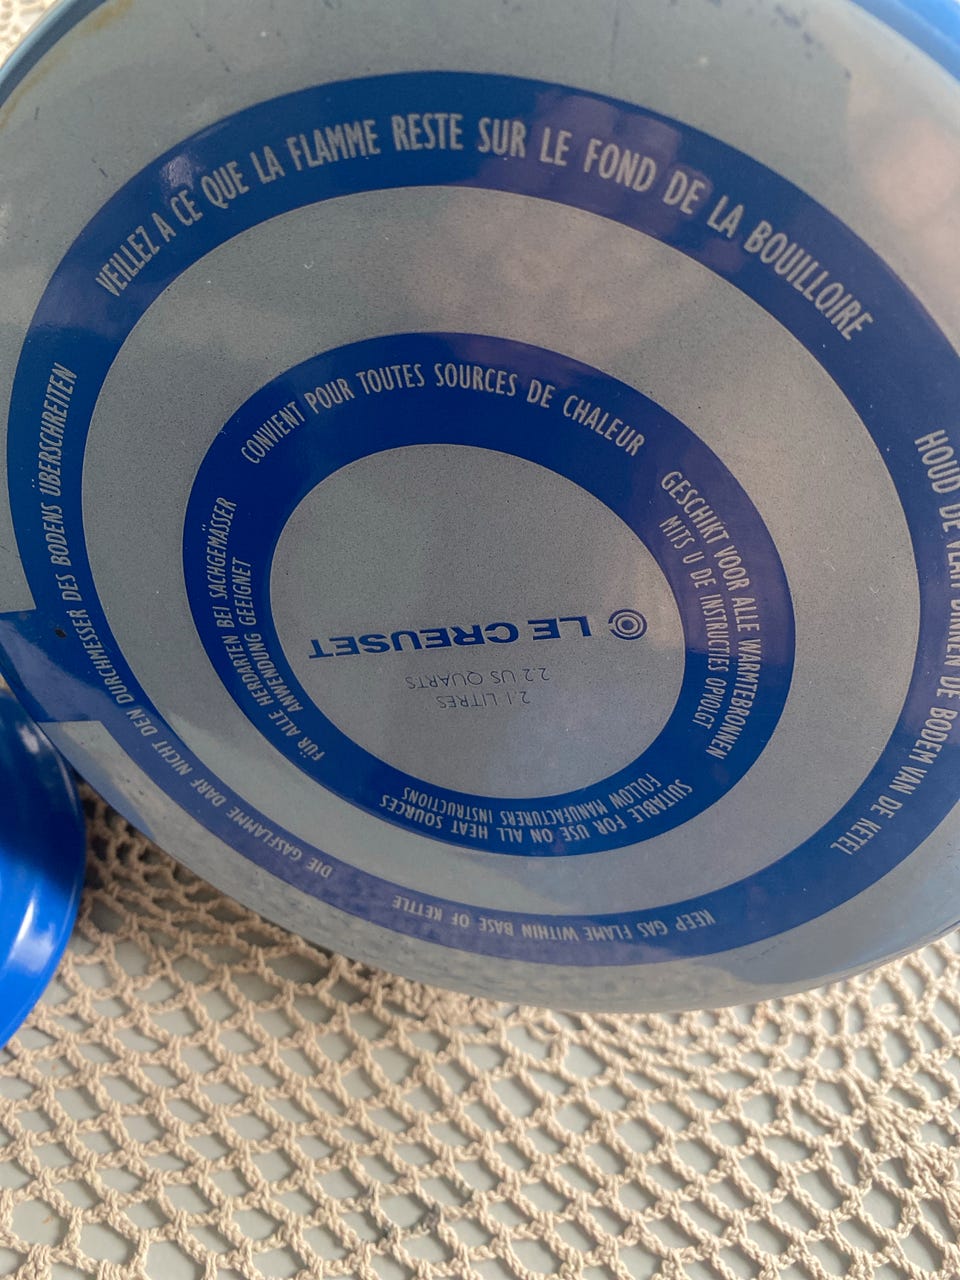 VEILLEZ A CE QUE LA FLAMME RESTE SUR LE FOND DE LA BOUILLOIRE
HOUD DE VLAM BINNEN DE BODEM VAN DE KETEL
KEEP GAS FLAME WITHIN BASE OF KETTLE
DIE GASFLAMME DARF NICHT DEN DURCHMESSER DES BODENS ÜBERSCHREITEN
CONVIENT POUR TOUTES SOURCES DE CHALEUR
GESCHIKT VOOR ALLE WARMTEBRONNEN
MITS U DE INSTRUCTIES OPVOLGT
SUITABLE FOR USE ON ALL HEAT SOURCES
FOLLOW MANUFACTURERS INSTRUCTIONS
FÜR ALLE HERDARTEN BEI SACHGEMÄSSER
ANWENDUNG GEEIGNET
LE CREUSET
2.2 US QUARTS
2.1 LITRES